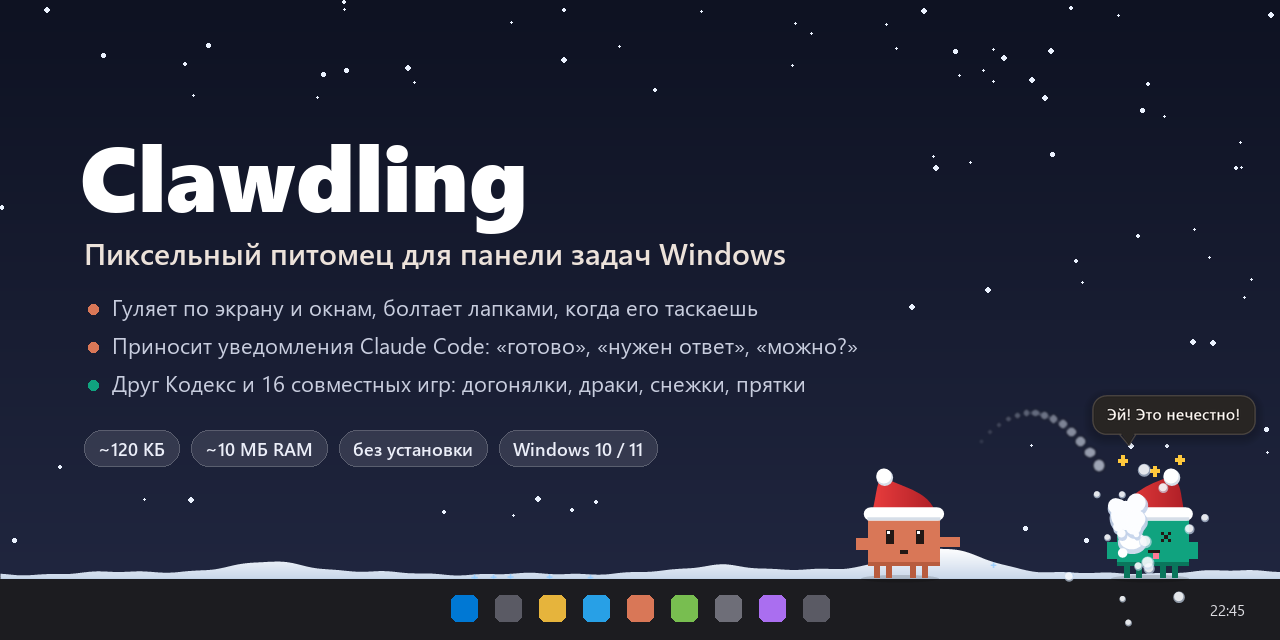 Clawdling
Пиксельный питомец для панели задач Windows
Гуляет по экрану и окнам, болтает лапками, когда его таскаешь
Приносит уведомления Claude Code: «готово», «нужен ответ», «можно?»
Друг Кодекс и 16 совместных игр: догонялки, драки, снежки, прятки
Эй! Это нечестно!
~120 КБ
~10 МБ RAM
без установки
Windows 10 / 11
22:45